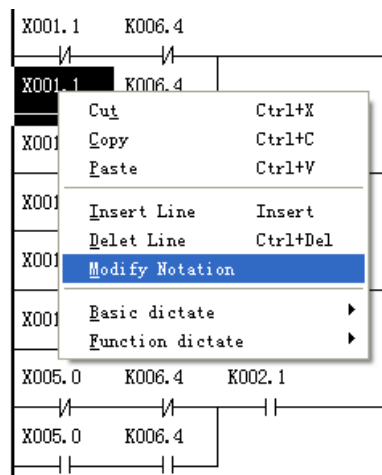 X001.1 K006.4
X001.1 K006.4
Cut Ctrl+X
X001
Copy Ctrl+C
Paste Ctrl+V
X001
Insert Line Insert
Delet Line Ctrl+Del
X001
Modify Notation
X001
Basic dictate
Function dictate
X005.0 K006.4 K002.1
X005.0 K006.4